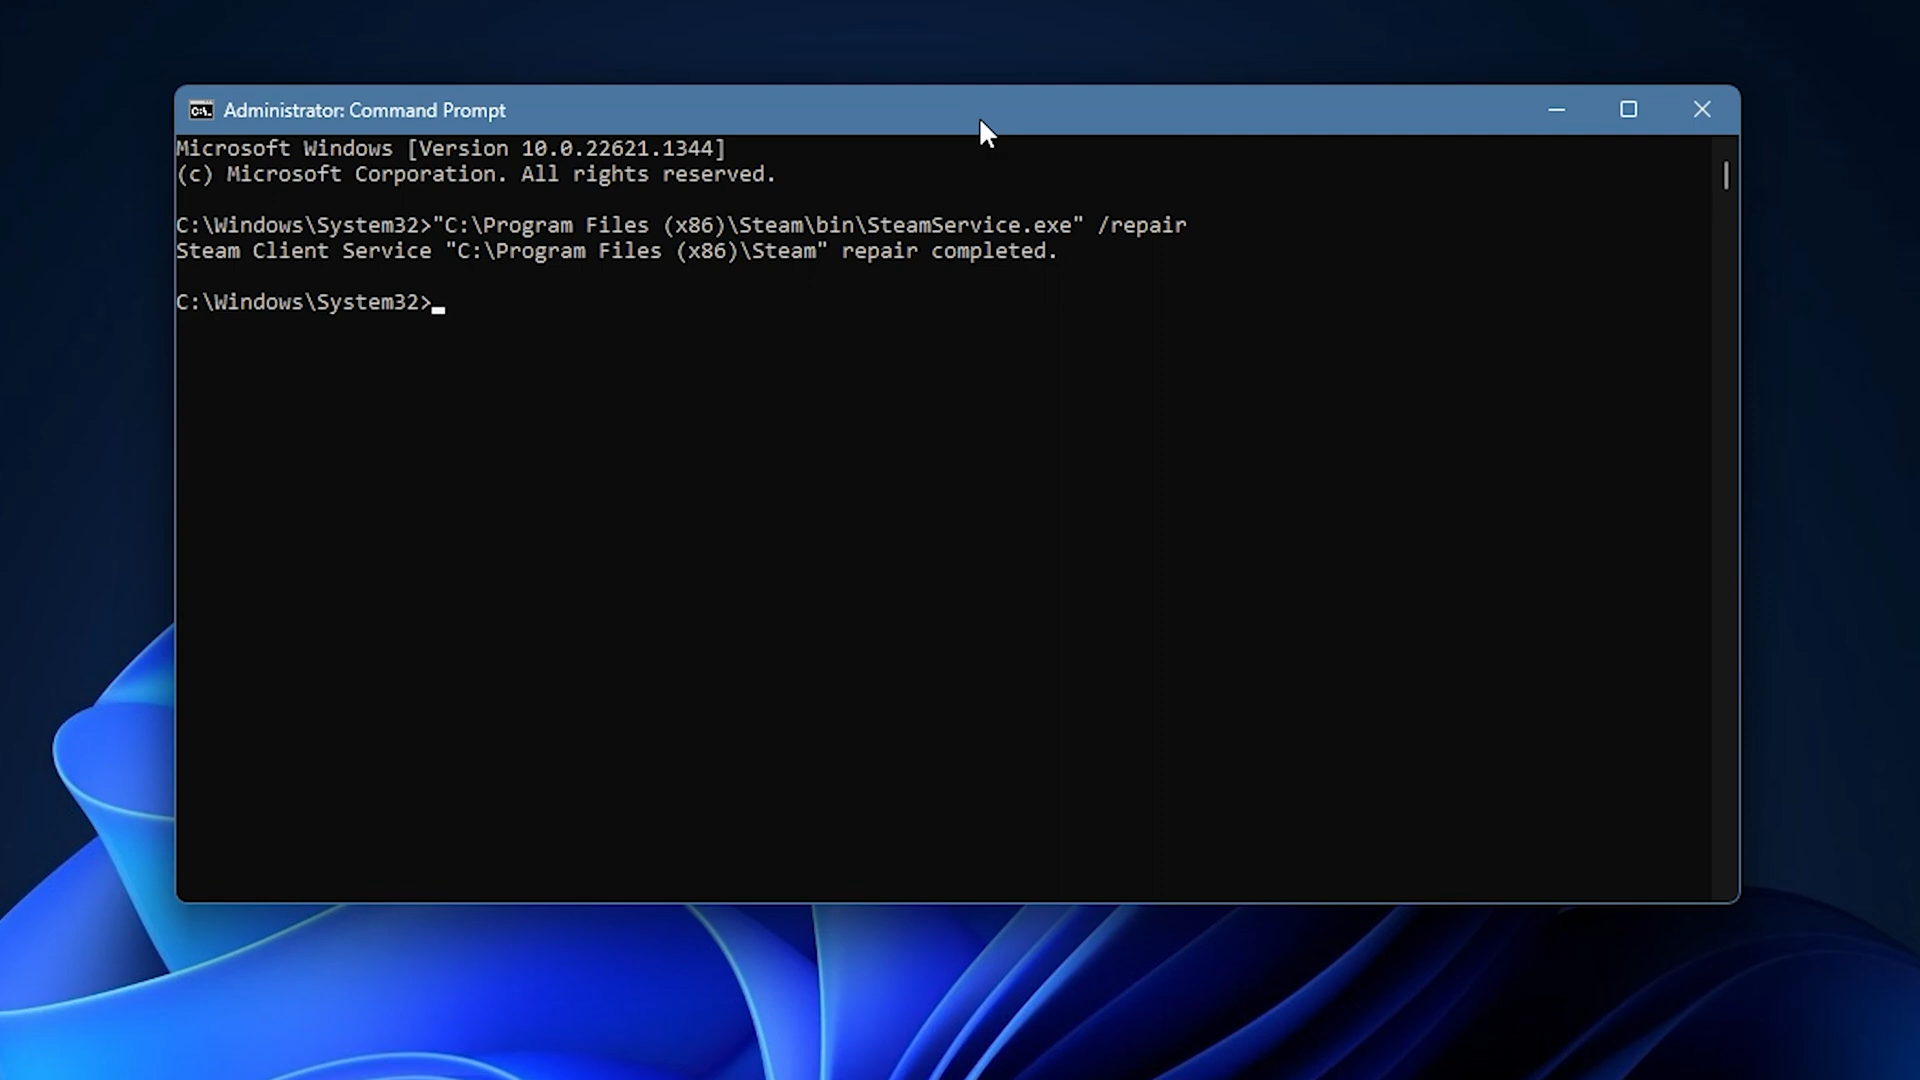 Administrator: Command Prompt
Microsoft Windows [Version 10.0.22621.1344]
(c) Microsoft Corporation. All rights reserved.
C:\Windows\System32>"C:\Program Files (x86)\Steam\bin\SteamService.exe" /repair
Steam Client Service "C:\Program Files (x86)\Steam" repair completed.
C:\Windows\System32>